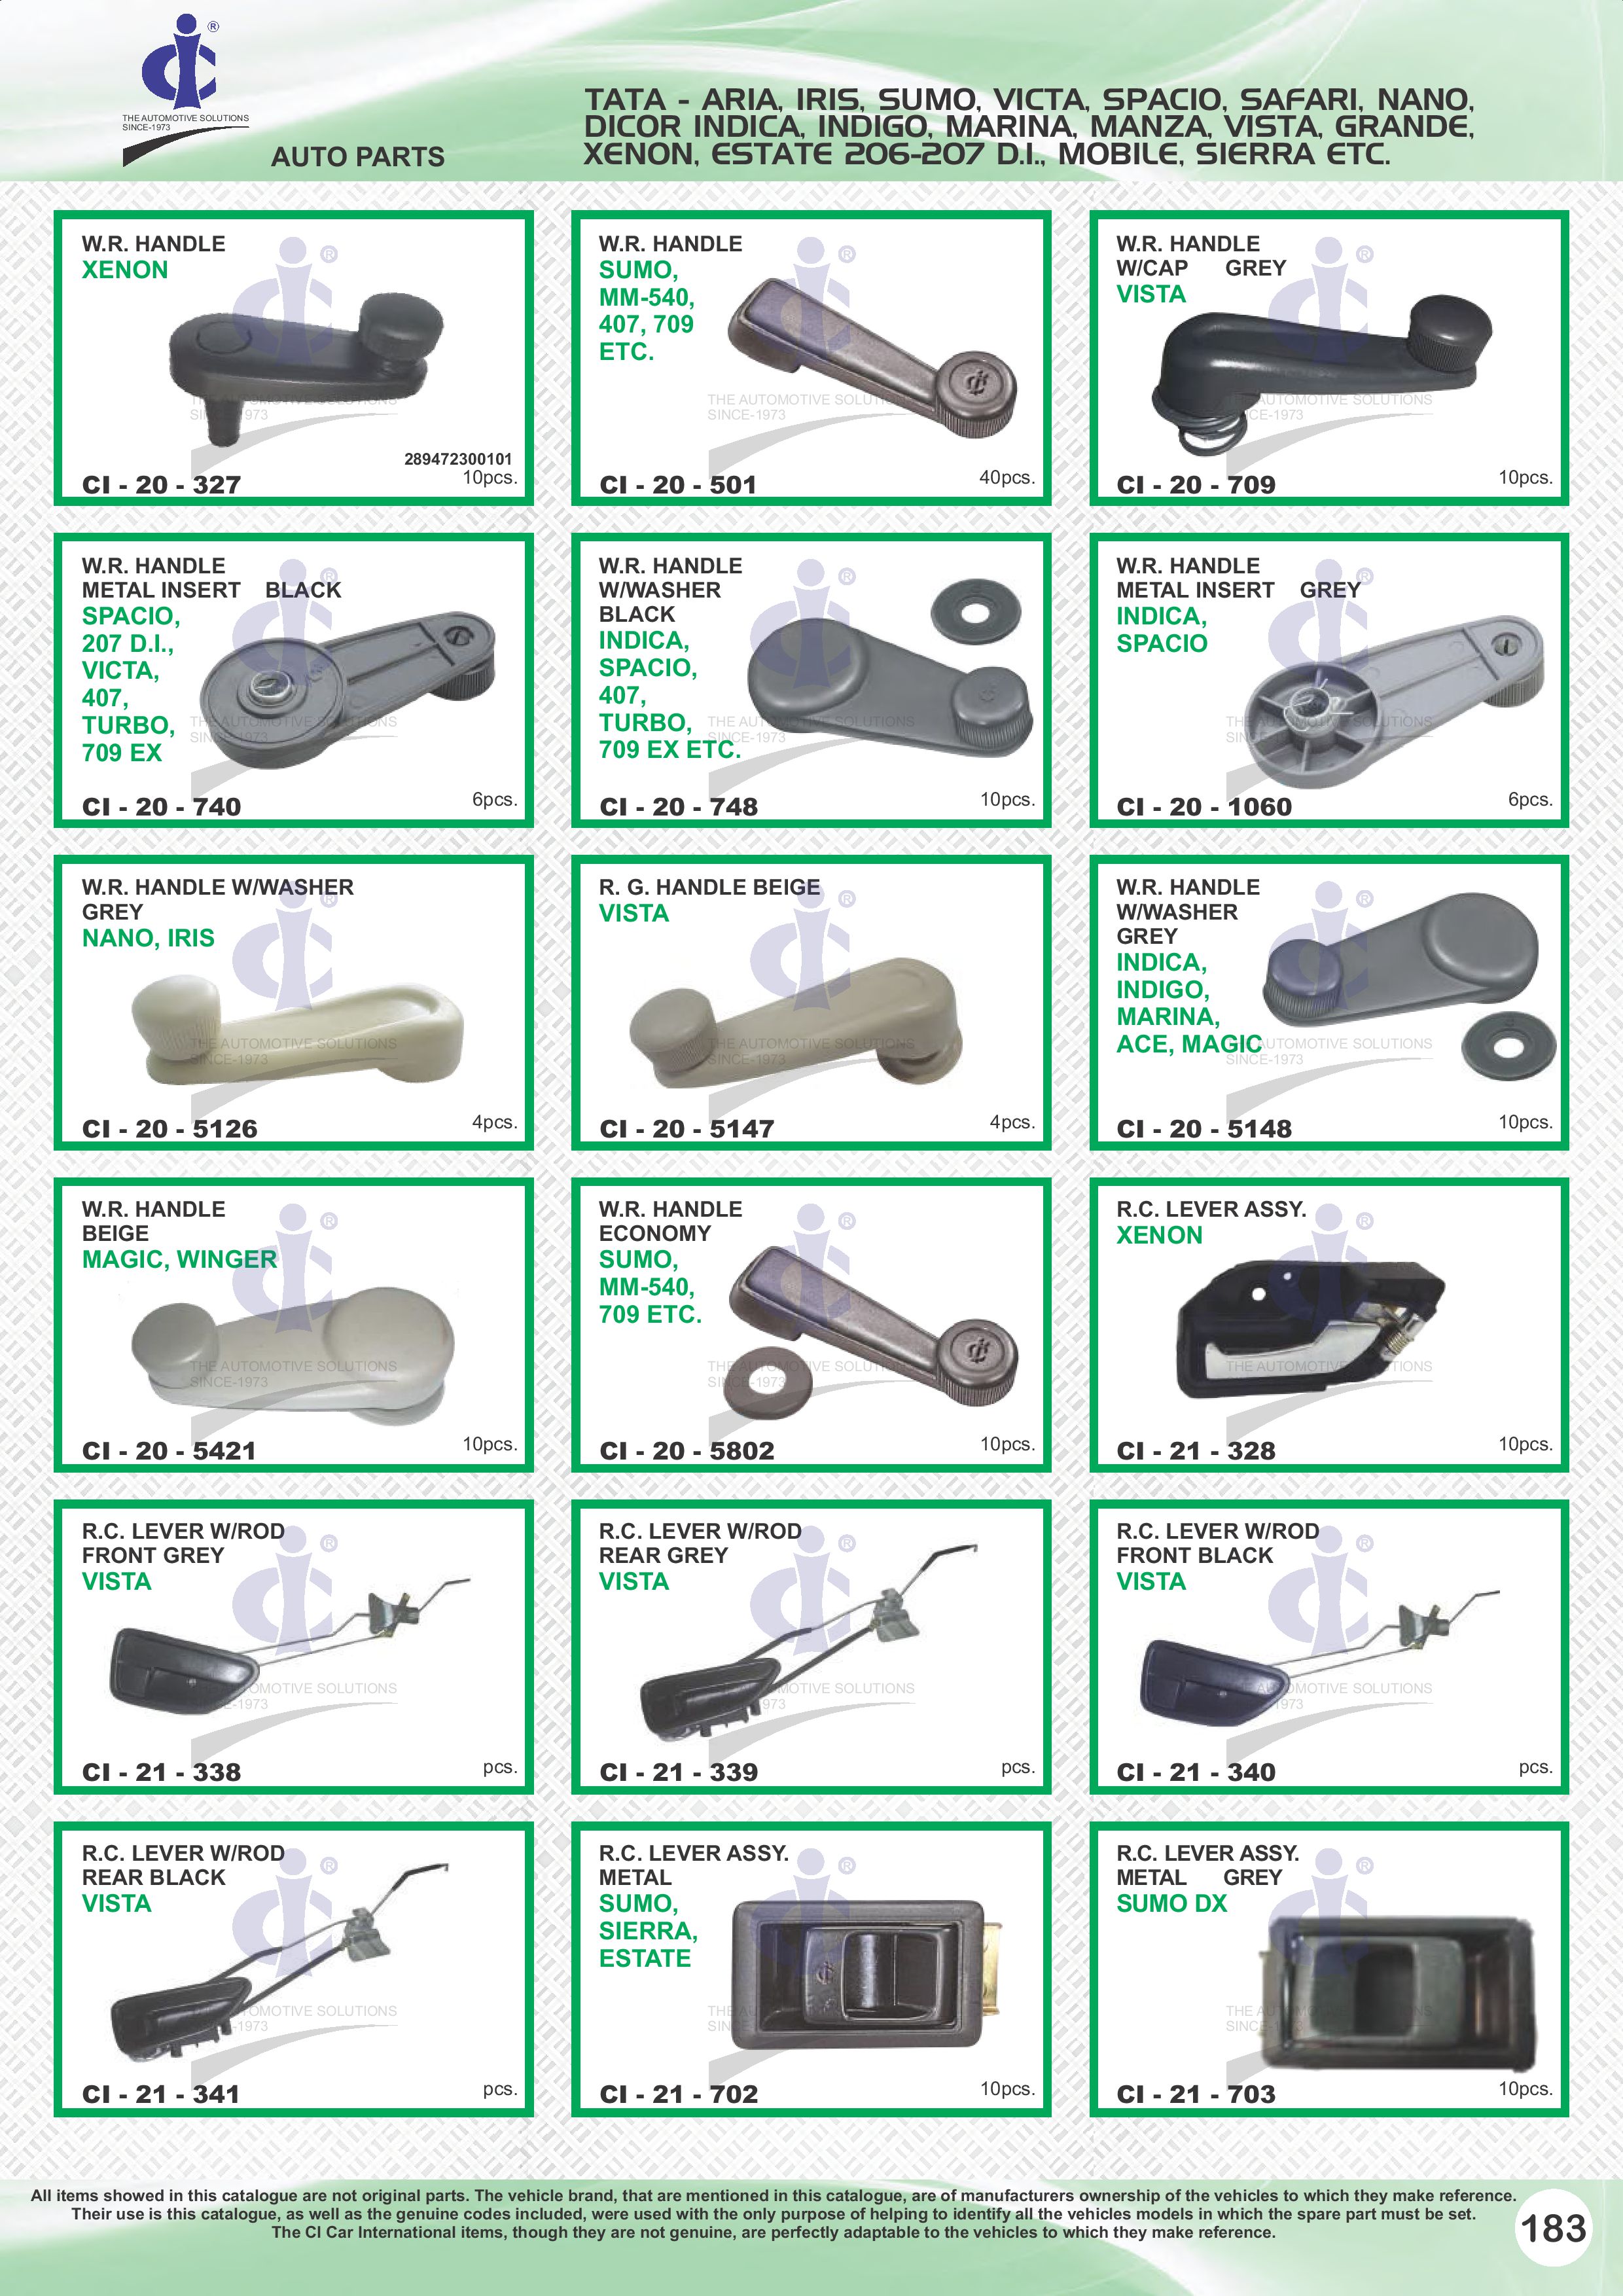 ®
THE AUTOMOTIVE SOLUTIONS
SINCE-1973
AUTO PARTS
TATA - ARIA, IRIS, SUMO, VICTA, SPACIO, SAFARI, NANO,
DICOR INDICA, INDIGO, MARINA, MANZA, VISTA, GRANDE,
XENON, ESTATE 206-207 D.I., MOBILE, SIERRA ETC.
W.R. HANDLE
XENON
289472300101
10pcs.
CI - 20 - 327
W.R. HANDLE
SUMO,
MM-540,
407, 709
ETC.
40pcs.
CI - 20 - 501
W.R. HANDLE
W/CAP GREY
VISTA
10pcs.
CI - 20 - 709
W.R. HANDLE
METAL INSERT BLACK
SPACIO,
207 D.I.,
VICTA,
407,
TURBO,
709 EX
6pcs.
CI - 20 - 740
W.R. HANDLE
W/WASHER
BLACK
INDICA,
SPACIO,
407,
TURBO,
709 EX ETC.
10pcs.
CI - 20 - 748
W.R. HANDLE
METAL INSERT GREY
INDICA,
SPACIO
6pcs.
CI - 20 - 1060
W.R. HANDLE W/WASHER
GREY
NANO, IRIS
4pcs.
CI - 20 - 5126
R. G. HANDLE BEIGE
VISTA
4pcs.
CI - 20 - 5147
W.R. HANDLE
W/WASHER
GREY
INDICA,
INDIGO,
MARINA,
ACE, MAGIC
10pcs.
CI - 20 - 5148
W.R. HANDLE
BEIGE
MAGIC, WINGER
10pcs.
CI - 20 - 5421
W.R. HANDLE
ECONOMY
SUMO,
MM-540,
709 ETC.
10pcs.
CI - 20 - 5802
R.C. LEVER ASSY.
XENON
10pcs.
CI - 21 - 328
R.C. LEVER W/ROD
FRONT GREY
VISTA
pcs.
CI - 21 - 338
R.C. LEVER W/ROD
REAR GREY
VISTA
pcs.
CI - 21 - 339
R.C. LEVER W/ROD
FRONT BLACK
VISTA
pcs.
CI - 21 - 340
R.C. LEVER W/ROD
REAR BLACK
VISTA
pcs.
CI - 21 - 341
R.C. LEVER ASSY.
METAL
SUMO,
SIERRA,
ESTATE
10pcs.
CI - 21 - 702
R.C. LEVER ASSY.
METAL GREY
SUMO DX
10pcs.
CI - 21 - 703
All items showed in this catalogue are not original parts. The vehicle brand, that are mentioned in this catalogue, are of manufacturers ownership of the vehicles to which they make reference.
Their use is this catalogue, as well as the genuine codes included, were used with the only purpose of helping to identify all the vehicles models in which the spare part must be set.
The CI Car International items, though they are not genuine, are perfectly adaptable to the vehicles to which they make reference.
183